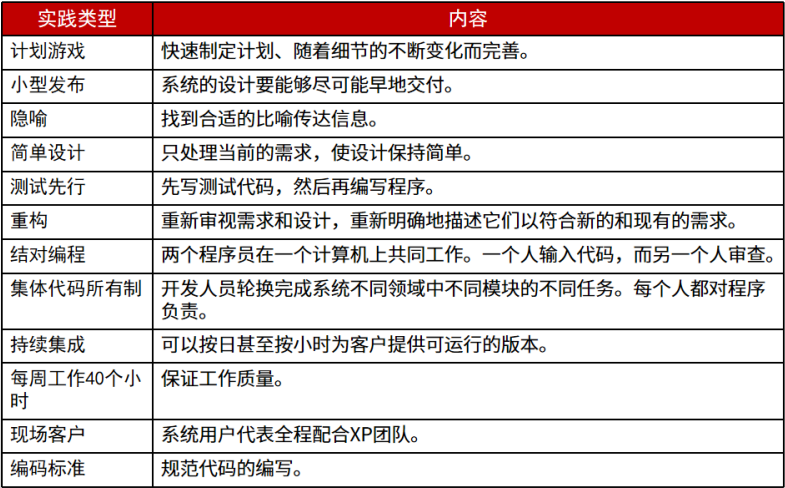 实践类型 内容
计划游戏 快速制定计划、随着细节的不断变化而完善。
小型发布 系统的设计要能够尽可能早地交付。
隐喻 找到合适的比喻传达信息。
简单设计 只处理当前的需求，使设计保持简单。
测试先行 先写测试代码，然后再编写程序。
重构 重新审视需求和设计，重新明确地描述它们以符合新的和现有的需求。
结对编程 两个程序员在一个计算机上共同工作。一个人输入代码，而另一个人审查。
集体代码所有制 开发人员轮换完成系统不同领域中不同模块的不同任务。每个人都对程序
负责。
持续集成 可以按日甚至按小时为客户提供可运行的版本。
每周工作40个小 保证工作质量。
时
现场客户 系统用户代表全程配合XP团队。
编码标准 规范代码的编写。